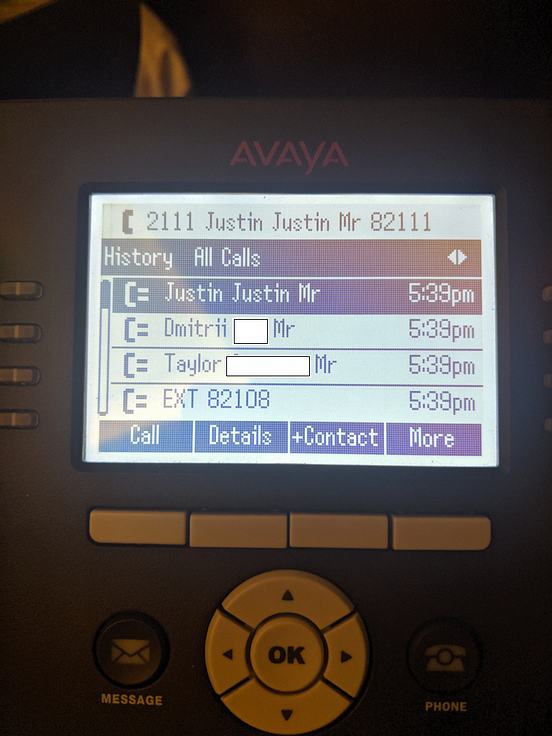 AVAYA
2111 Justin Justin Mr 82111
History All Calls
Justin Justin Mr 5:39pm
Dmitrii Mr 5:39pm
Taylor Mr 5:39pm
EXT 82108 5:39pm
Call Details +Contact More
OK
MESSAGE PHONE